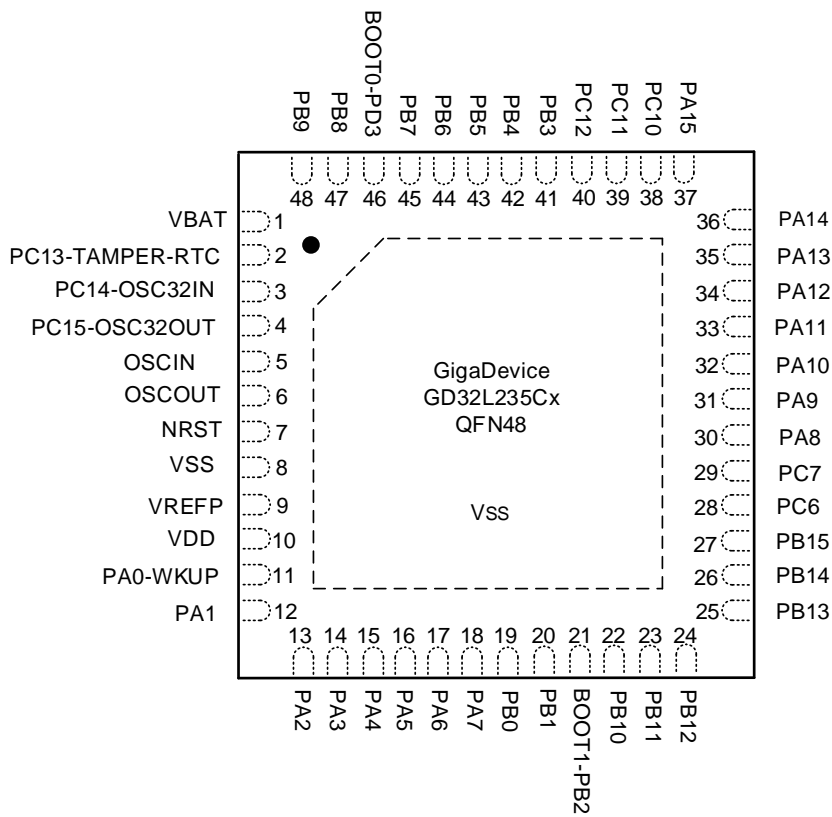 PB9
PB8
BOOT0-PD3
PB7
PB6
PB5
PB4
PB3
PC12
PC11
PC10
PA15
48
47
46
45
44
43
42
41
40
39
38
37
VBAT 1
PC13-TAMPER-RTC 2
PC14-OSC32IN 3
PC15-OSC32OUT 4
OSCIN 5
OSCOUT 6
NRST 7
VSS 8
VREFP 9
VDD 10
PA0-WKUP 11
PA1 12
GigaDevice
GD32L235Cx
QFN48
VSS
36 PA14
35 PA13
34 PA12
33 PA11
32 PA10
31 PA9
30 PA8
29 PC7
28 PC6
27 PB15
26 PB14
25 PB13
13
14
15
16
17
18
19
20
21
22
23
24
PA2
PA3
PA4
PA5
PA6
PA7
PB0
PB1
BOOT1-PB2
PB10
PB11
PB12